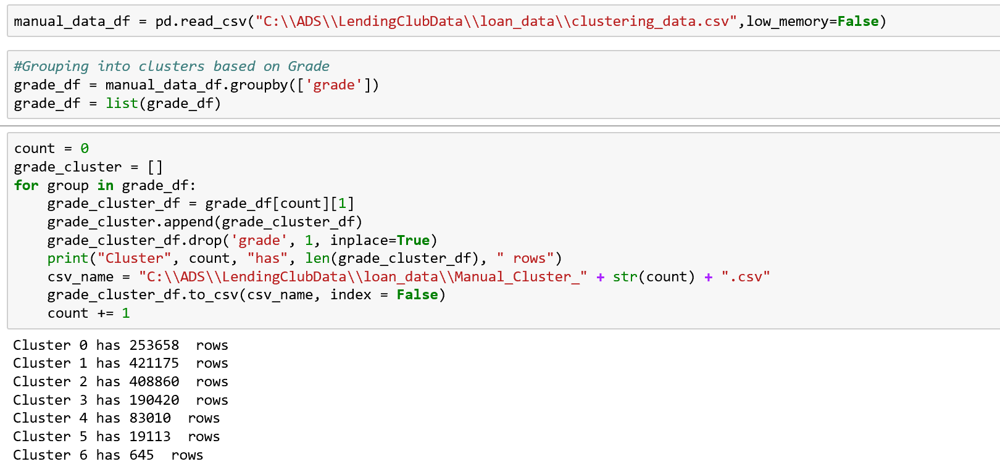 manual_data_df = pd.read_csv("C:\\ADS\\LendingClubData\\loan_data\\clustering_data.csv",low_memory=False)
#Grouping into clusters based on Grade
grade_df = manual_data_df.groupby(['grade'])
grade_df = list(grade_df)
count = 0
grade_cluster = []
for group in grade_df:
    grade_cluster_df = grade_df[count][1]
    grade_cluster.append(grade_cluster_df)
    grade_cluster_df.drop('grade', 1, inplace=True)
    print("Cluster", count, "has", len(grade_cluster_df), " rows")
    csv_name = "C:\\ADS\\LendingClubData\\loan_data\\Manual_Cluster_" + str(count) + ".csv"
    grade_cluster_df.to_csv(csv_name, index = False)
    count += 1
Cluster 0 has 253658  rows
Cluster 1 has 421175  rows
Cluster 2 has 408860  rows
Cluster 3 has 190420  rows
Cluster 4 has 83010  rows
Cluster 5 has 19113  rows
Cluster 6 has 645  rows